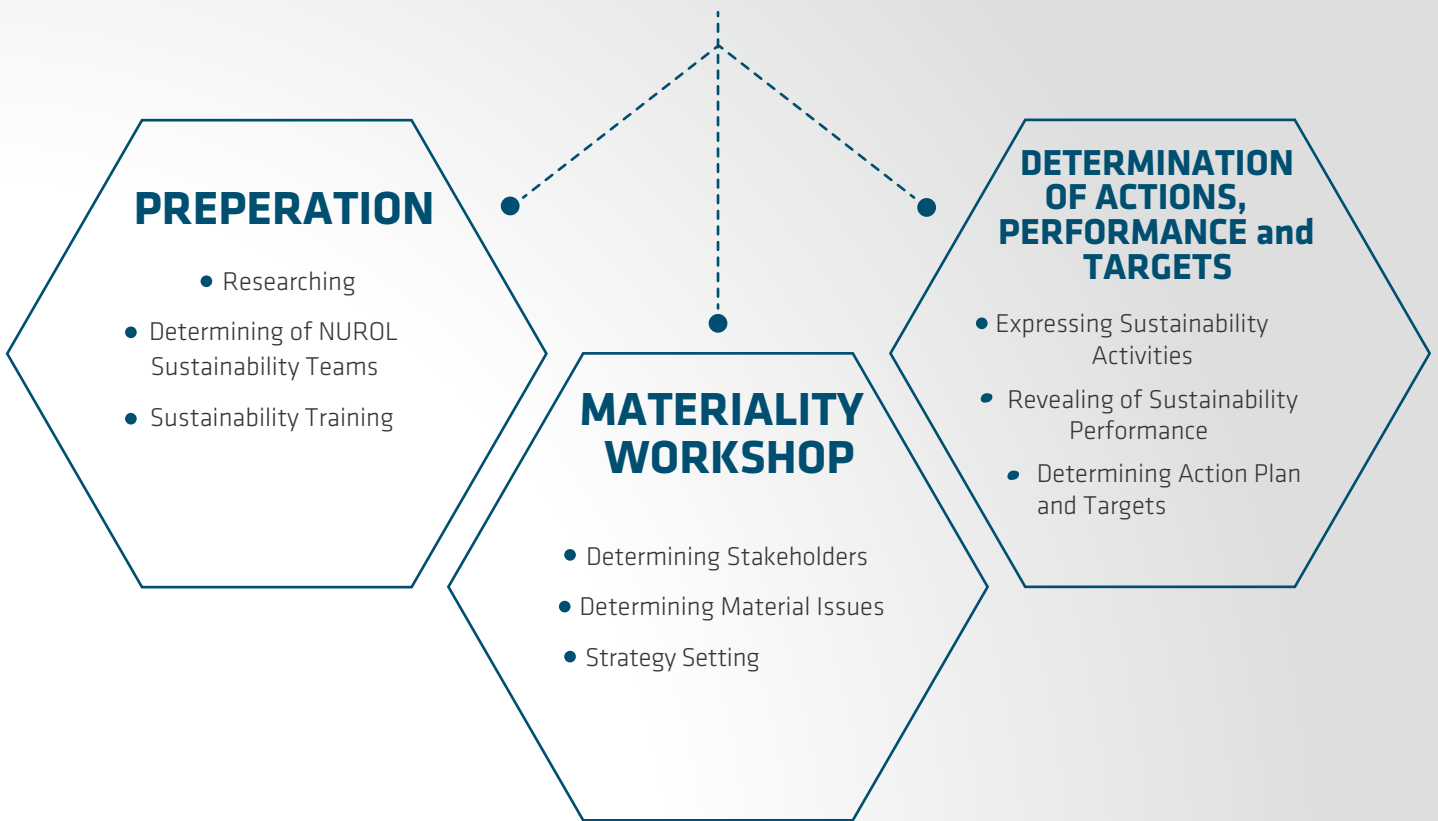 PREPERATION
• Researching
• Determining of NUROL
Sustainability Teams
• Sustainability Training
MATERIALITY
WORKSHOP
• Determining Stakeholders
• Determining Material Issues
• Strategy Setting
DETERMINATION
OF ACTIONS,
PERFORMANCE and
TARGETS
• Expressing Sustainability
Activities
• Revealing of Sustainability
Performance
• Determining Action Plan
and Targets